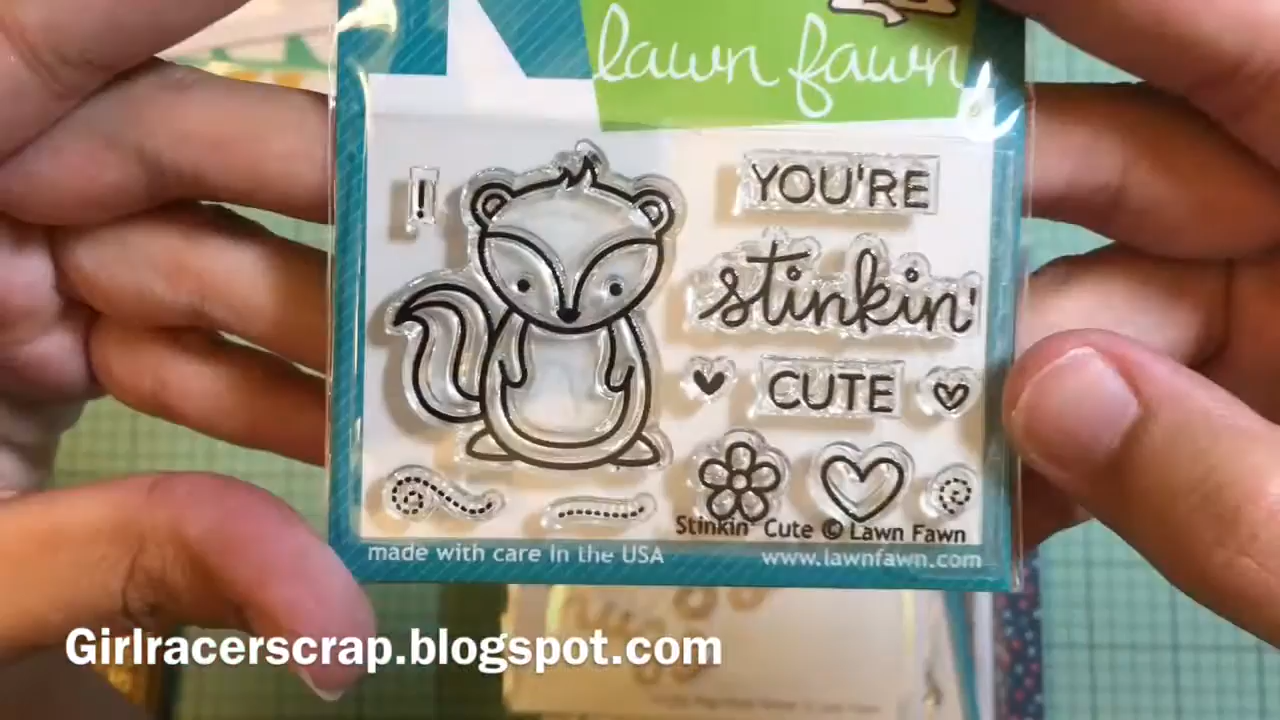 lawn fawn
!
YOU'RE
stinkin'
CUTE
Stinkin' Cute © Lawn Fawn
made with care in the USA
www.lawnfawn.com
Girlracerscrap.blogspot.com